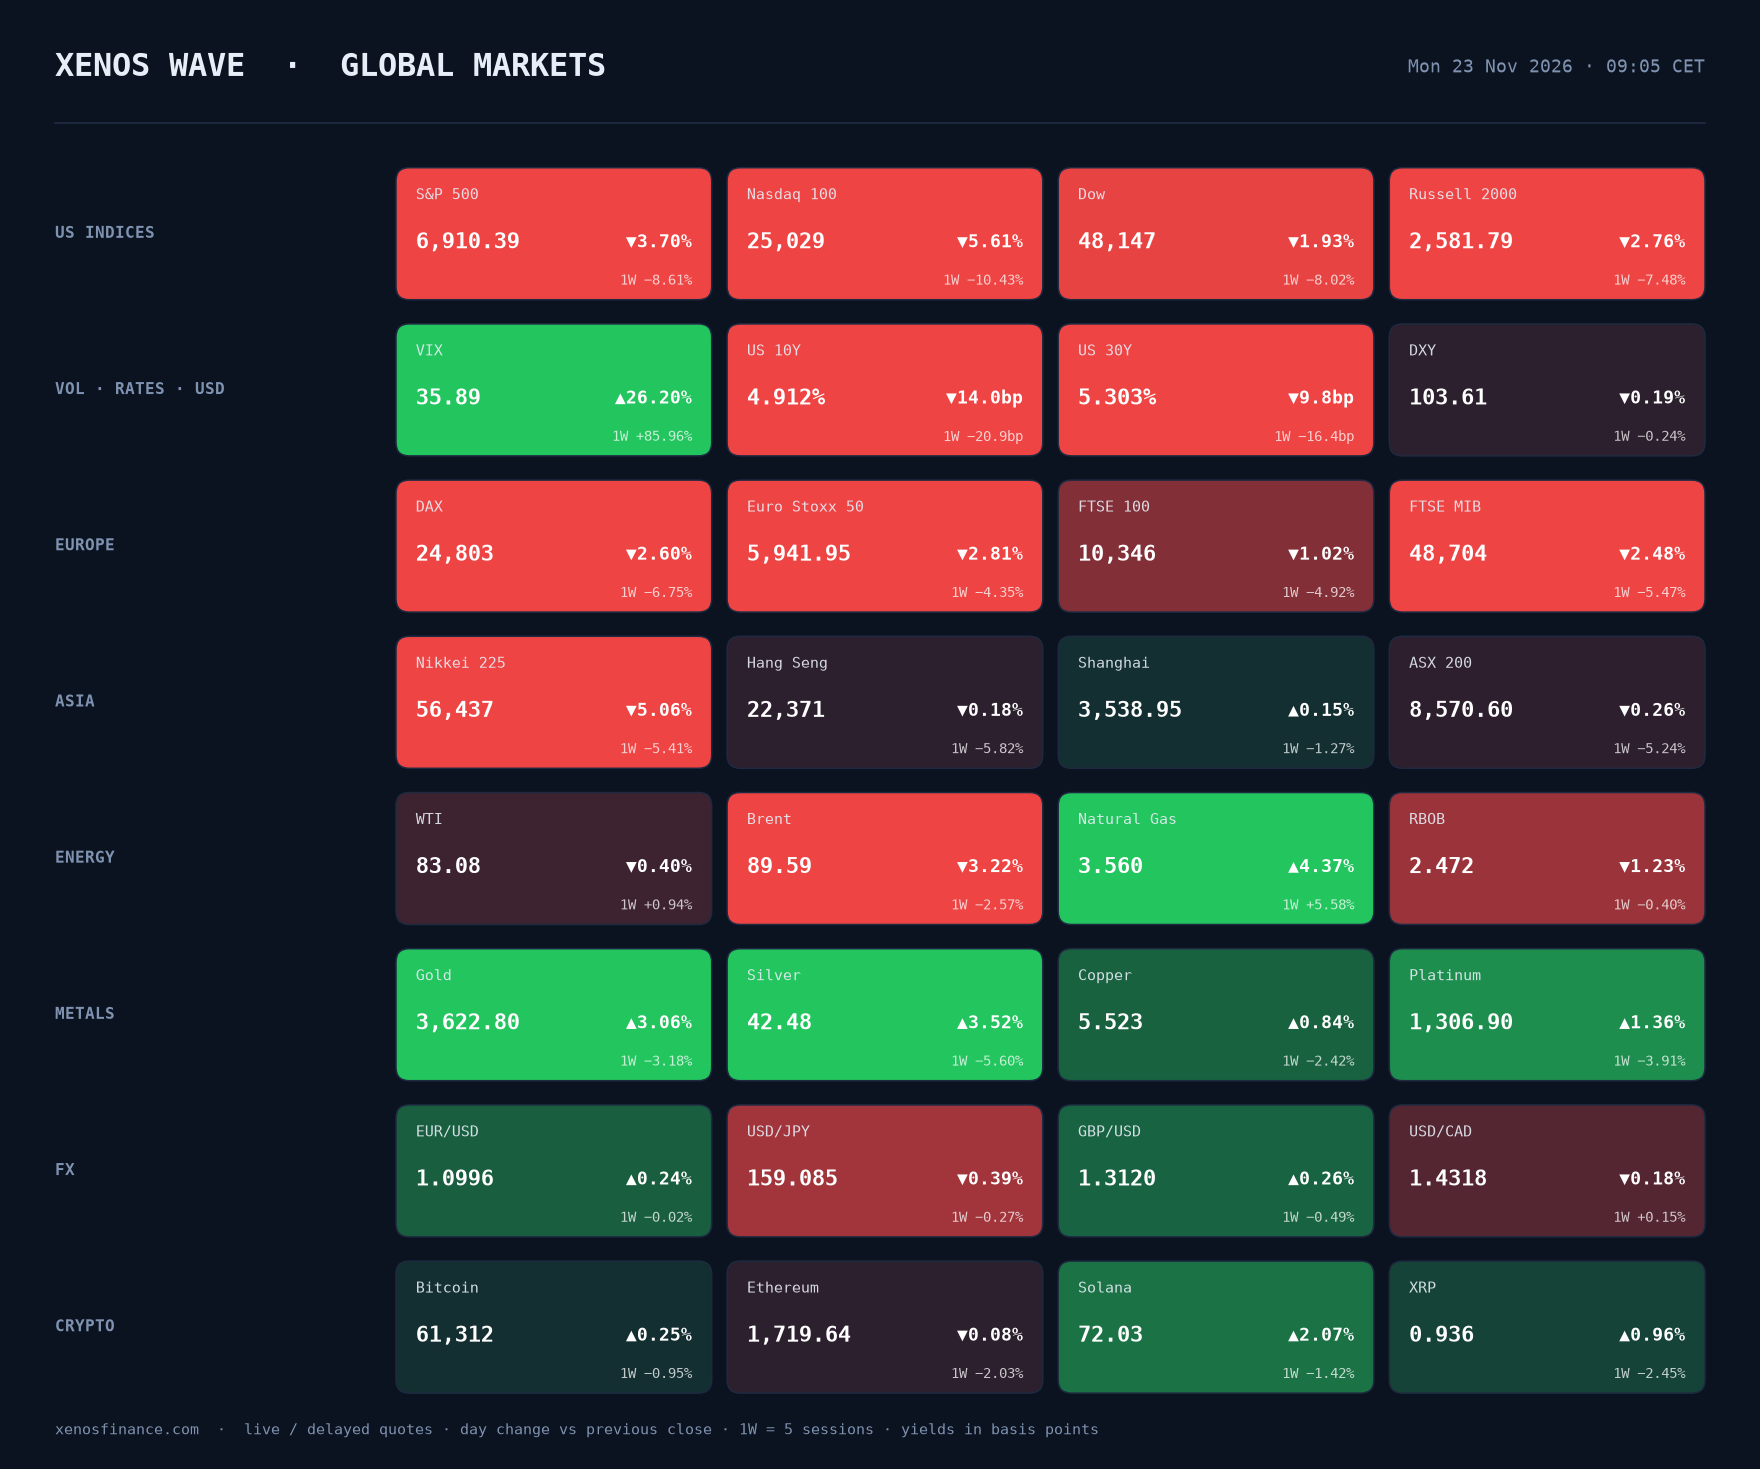 XENOS WAVE · GLOBAL MARKETS
Mon 23 Nov 2026 · 09:05 CET
US INDICES
S&P 500
6,910.39 ▼3.70%
1W −8.61%
Nasdaq 100
25,029 ▼5.61%
1W −10.43%
Dow
48,147 ▼1.93%
1W −8.02%
Russell 2000
2,581.79 ▼2.76%
1W −7.48%
VOL · RATES · USD
VIX
35.89 ▲26.20%
1W +85.96%
US 10Y
4.912% ▼14.0bp
1W −20.9bp
US 30Y
5.303% ▼9.8bp
1W −16.4bp
DXY
103.61 ▼0.19%
1W −0.24%
EUROPE
DAX
24,803 ▼2.60%
1W −6.75%
Euro Stoxx 50
5,941.95 ▼2.81%
1W −4.35%
FTSE 100
10,346 ▼1.02%
1W −4.92%
FTSE MIB
48,704 ▼2.48%
1W −5.47%
ASIA
Nikkei 225
56,437 ▼5.06%
1W −5.41%
Hang Seng
22,371 ▼0.18%
1W −5.82%
Shanghai
3,538.95 ▲0.15%
1W −1.27%
ASX 200
8,570.60 ▼0.26%
1W −5.24%
ENERGY
WTI
83.08 ▼0.40%
1W +0.94%
Brent
89.59 ▼3.22%
1W −2.57%
Natural Gas
3.560 ▲4.37%
1W +5.58%
RBOB
2.472 ▼1.23%
1W −0.40%
METALS
Gold
3,622.80 ▲3.06%
1W −3.18%
Silver
42.48 ▲3.52%
1W −5.60%
Copper
5.523 ▲0.84%
1W −2.42%
Platinum
1,306.90 ▲1.36%
1W −3.91%
FX
EUR/USD
1.0996 ▲0.24%
1W −0.02%
USD/JPY
159.085 ▼0.39%
1W −0.27%
GBP/USD
1.3120 ▲0.26%
1W −0.49%
USD/CAD
1.4318 ▼0.18%
1W +0.15%
CRYPTO
Bitcoin
61,312 ▲0.25%
1W −0.95%
Ethereum
1,719.64 ▼0.08%
1W −2.03%
Solana
72.03 ▲2.07%
1W −1.42%
XRP
0.936 ▲0.96%
1W −2.45%
xenosfinance.com · live / delayed quotes · day change vs previous close · 1W = 5 sessions · yields in basis points